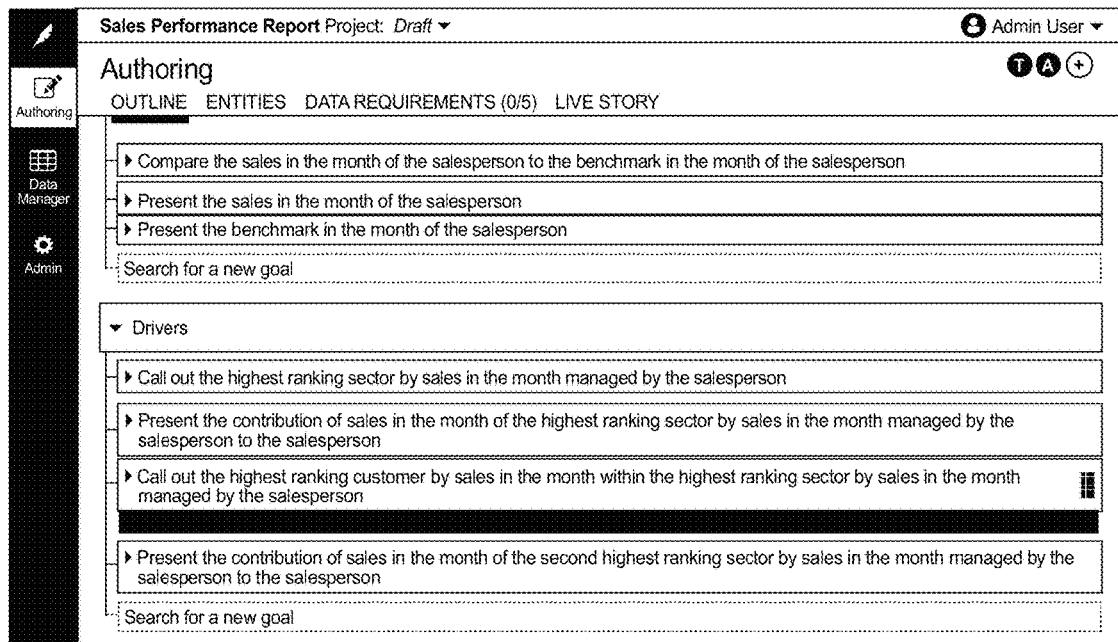 Sales Performance Report Project: Draft
Admin User
Authoring
T A +
OUTLINE ENTITIES DATA REQUIREMENTS (0/5) LIVE STORY
Authoring
Data
Manager
Admin
Compare the sales in the month of the salesperson to the benchmark in the month of the salesperson
Present the sales in the month of the salesperson
Present the benchmark in the month of the salesperson
Search for a new goal
Drivers
Call out the highest ranking sector by sales in the month managed by the salesperson
Present the contribution of sales in the month of the highest ranking sector by sales in the month managed by the
salesperson to the salesperson
Call out the highest ranking customer by sales in the month within the highest ranking sector by sales in the month
managed by the salesperson
Present the contribution of sales in the month of the second highest ranking sector by sales in the month managed by the
salesperson to the salesperson
Search for a new goal